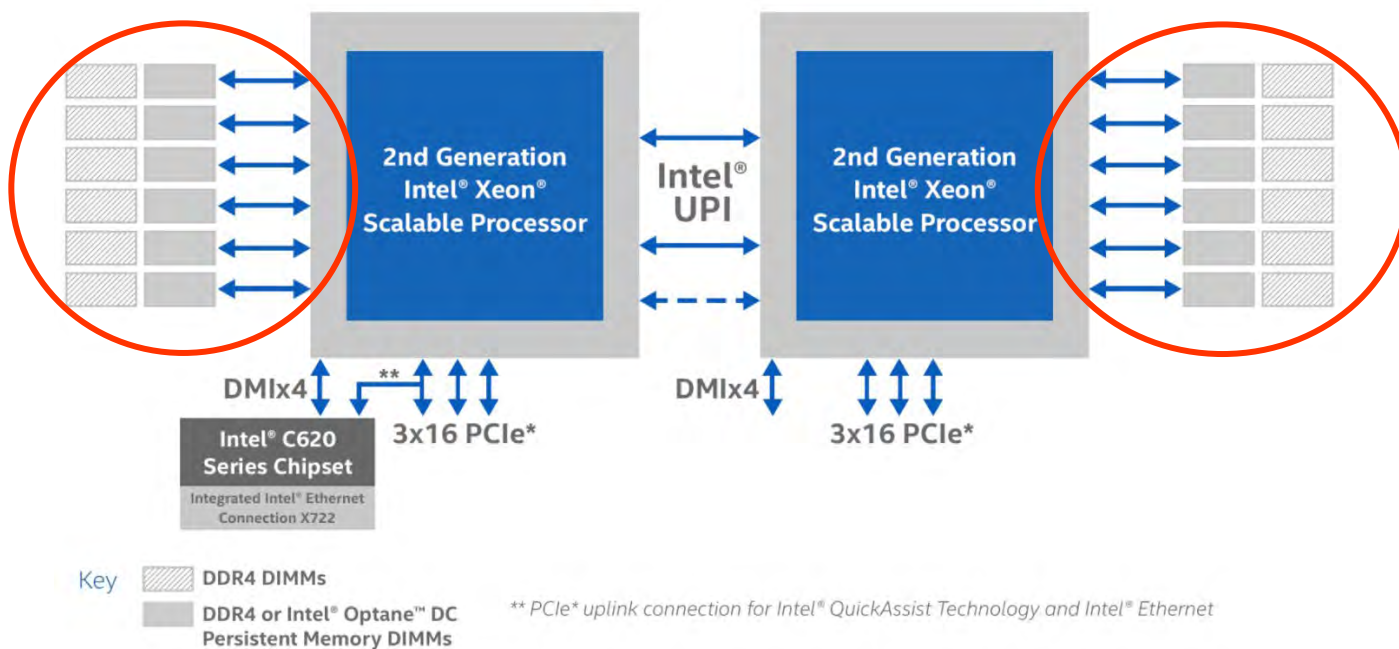 2nd Generation
Intel® Xeon®
Scalable Processor
Intel®
UPI
2nd Generation
Intel® Xeon®
Scalable Processor
DMIx4
**
3x16 PCIe*
DMIx4
3x16 PCIe*
Intel® C620
Series Chipset
Integrated Intel® Ethernet
Connection X722
Key
DDR4 DIMMs
DDR4 or Intel® Optane™ DC
Persistent Memory DIMMs
** PCIe* uplink connection for Intel® QuickAssist Technology and Intel® Ethernet